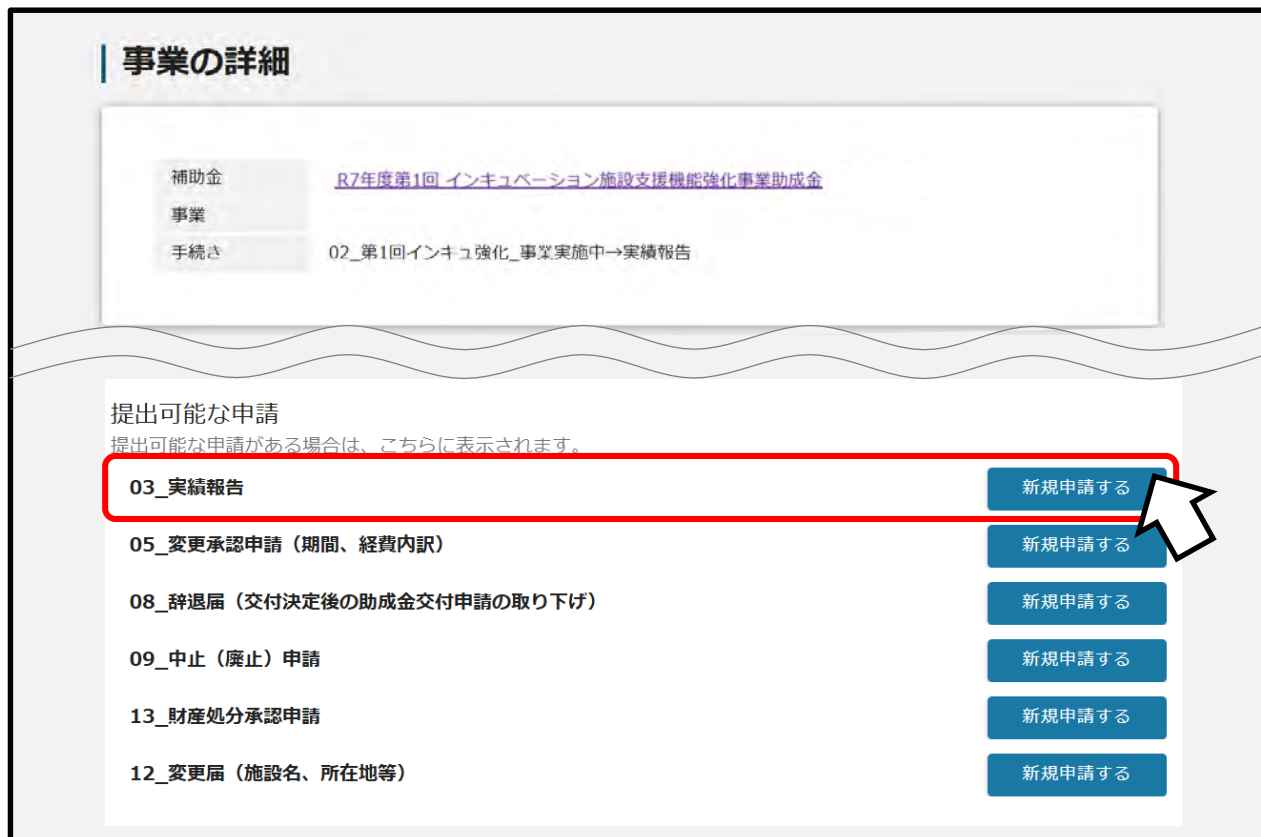 事業の詳細
補助金 R7年度第1回 インキュベーション施設支援機能強化事業助成金
事業
手続き 02_第1回インキュ強化_事業実施中→実績報告
提出可能な申請
提出可能な申請がある場合は、こちらに表示されます。
03_実績報告 新規申請する
05_変更承認申請（期間、経費内訳） 新規申請する
08_辞退届（交付決定後の助成金交付申請の取り下げ） 新規申請する
09_中止（廃止）申請 新規申請する
13_財産処分承認申請 新規申請する
12_変更届（施設名、所在地等） 新規申請する